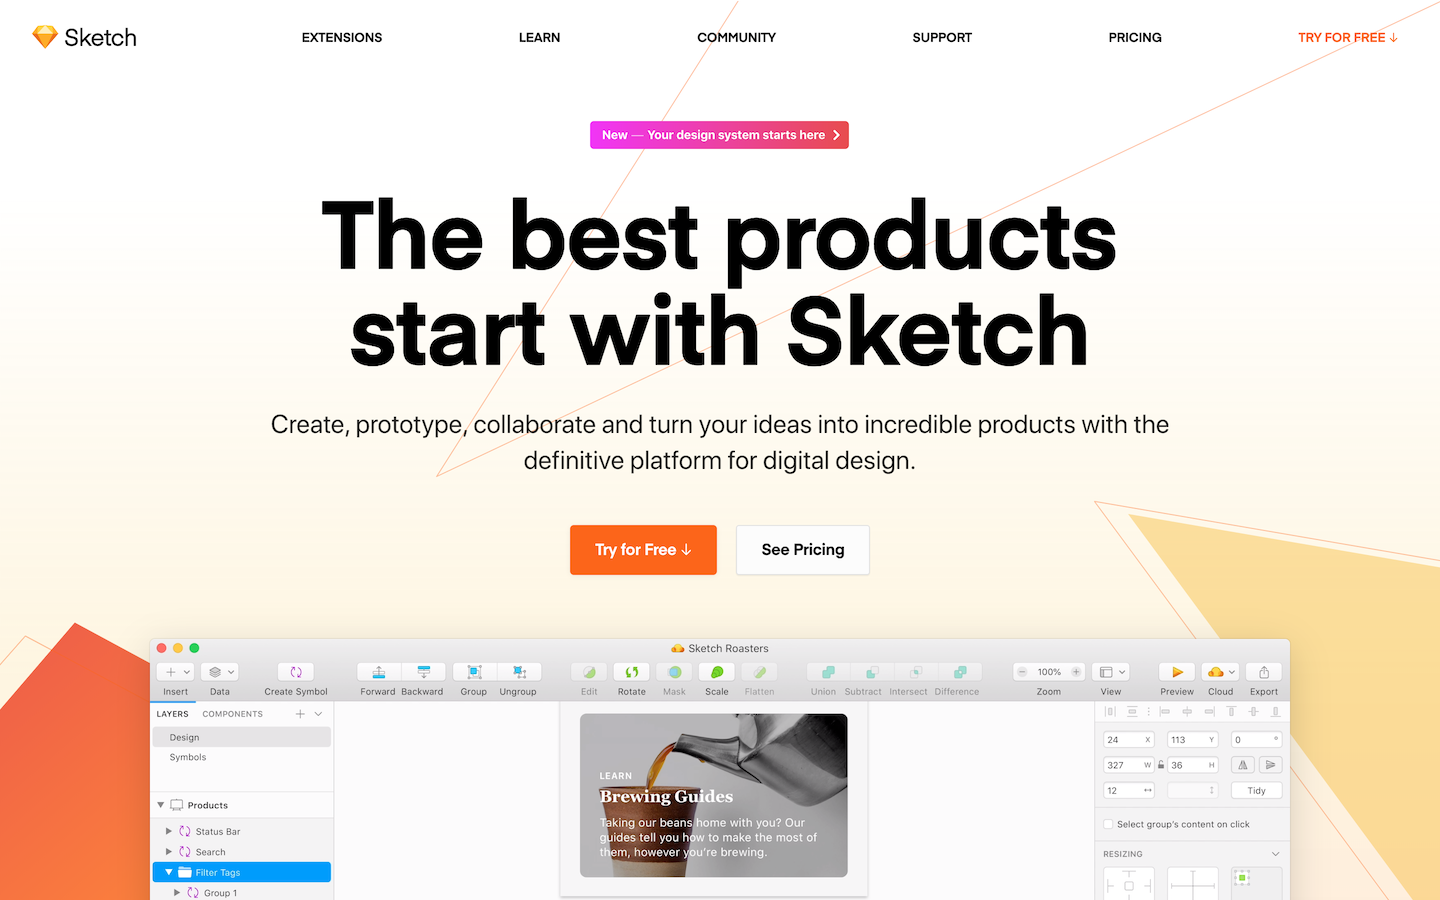 Sketch
EXTENSIONS
LEARN
COMMUNITY
SUPPORT
PRICING
TRY FOR FREE ↓
New — Your design system starts here
The best products
start with Sketch
Create, prototype, collaborate and turn your ideas into incredible products with the
definitive platform for digital design.
Try for Free ↓
See Pricing
Sketch Roasters
100%
Insert
Data
Create Symbol
Forward
Backward
Group
Ungroup
Edit
Rotate
Mask
Scale
Flatten
Union
Subtract
Intersect
Difference
Zoom
View
Preview
Cloud
Export
LAYERS
COMPONENTS
Design
Symbols
Products
Status Bar
Search
Filter Tags
Group 1
LEARN
Brewing Guides
Taking our beans home with you? Our
guides tell you how to make the most of
them, however you're brewing.
24 X
113 Y
0 °
327 W
36 H
12
Tidy
Select group's content on click
RESIZING